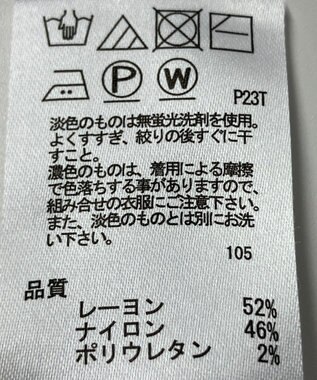 P W
P23T
淡色のものは無蛍光洗剤を使用。
よくすすぎ、絞りの後すぐに干
すこと。
濃色のものは、着用による摩擦
で色落ちする事がありますので、
組み合せの衣服にご注意下さい。
また、淡色のものとは別にお洗
い下さい。
105
品質
レーヨン 52%
ナイロン 46%
ポリウレタン 2%